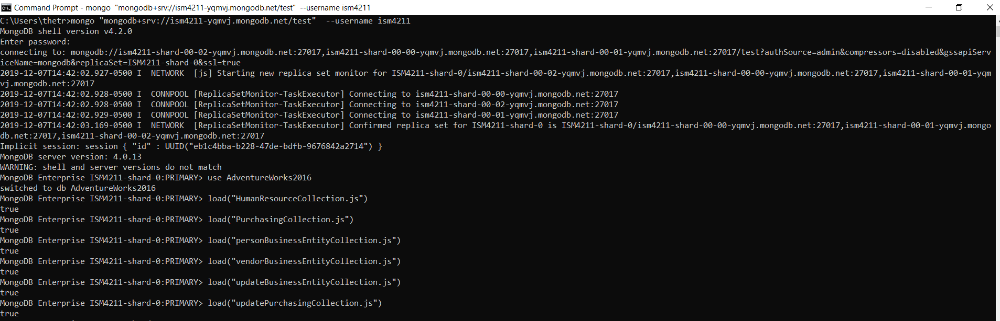 Command Prompt - mongo  "mongodb+srv://ism4211-yqmvj.mongodb.net/test"  --username ism4211
C:\Users\thetr>mongo "mongodb+srv://ism4211-yqmvj.mongodb.net/test"  --username ism4211
MongoDB shell version v4.2.0
Enter password:
connecting to: mongodb://ism4211-shard-00-02-yqmvj.mongodb.net:27017,ism4211-shard-00-00-yqmvj.mongodb.net:27017,ism4211-shard-00-01-yqmvj.mongodb.net:27017/test?authSource=admin&compressors=disabled&gssapiServ
iceName=mongodb&replicaSet=ISM4211-shard-0&ssl=true
2019-12-07T14:42:02.927-0500 I  NETWORK  [js] Starting new replica set monitor for ISM4211-shard-0/ism4211-shard-00-02-yqmvj.mongodb.net:27017,ism4211-shard-00-00-yqmvj.mongodb.net:27017,ism4211-shard-00-01-yqm
vj.mongodb.net:27017
2019-12-07T14:42:02.928-0500 I  CONNPOOL [ReplicaSetMonitor-TaskExecutor] Connecting to ism4211-shard-00-00-yqmvj.mongodb.net:27017
2019-12-07T14:42:02.928-0500 I  CONNPOOL [ReplicaSetMonitor-TaskExecutor] Connecting to ism4211-shard-00-02-yqmvj.mongodb.net:27017
2019-12-07T14:42:02.929-0500 I  CONNPOOL [ReplicaSetMonitor-TaskExecutor] Connecting to ism4211-shard-00-01-yqmvj.mongodb.net:27017
2019-12-07T14:42:03.169-0500 I  NETWORK  [ReplicaSetMonitor-TaskExecutor] Confirmed replica set for ISM4211-shard-0 is ISM4211-shard-0/ism4211-shard-00-00-yqmvj.mongodb.net:27017,ism4211-shard-00-01-yqmvj.mongo
db.net:27017,ism4211-shard-00-02-yqmvj.mongodb.net:27017
Implicit session: session { "id" : UUID("eb1c4bba-b228-47de-bdfb-9676842a2714") }
MongoDB server version: 4.0.13
WARNING: shell and server versions do not match
MongoDB Enterprise ISM4211-shard-0:PRIMARY> use AdventureWorks2016
switched to db AdventureWorks2016
MongoDB Enterprise ISM4211-shard-0:PRIMARY> load("HumanResourceCollection.js")
true
MongoDB Enterprise ISM4211-shard-0:PRIMARY> load("PurchasingCollection.js")
true
MongoDB Enterprise ISM4211-shard-0:PRIMARY> load("personBusinessEntityCollection.js")
true
MongoDB Enterprise ISM4211-shard-0:PRIMARY> load("vendorBusinessEntityCollection.js")
true
MongoDB Enterprise ISM4211-shard-0:PRIMARY> load("updateBusinessEntityCollection.js")
true
MongoDB Enterprise ISM4211-shard-0:PRIMARY> load("updatePurchasingCollection.js")
true